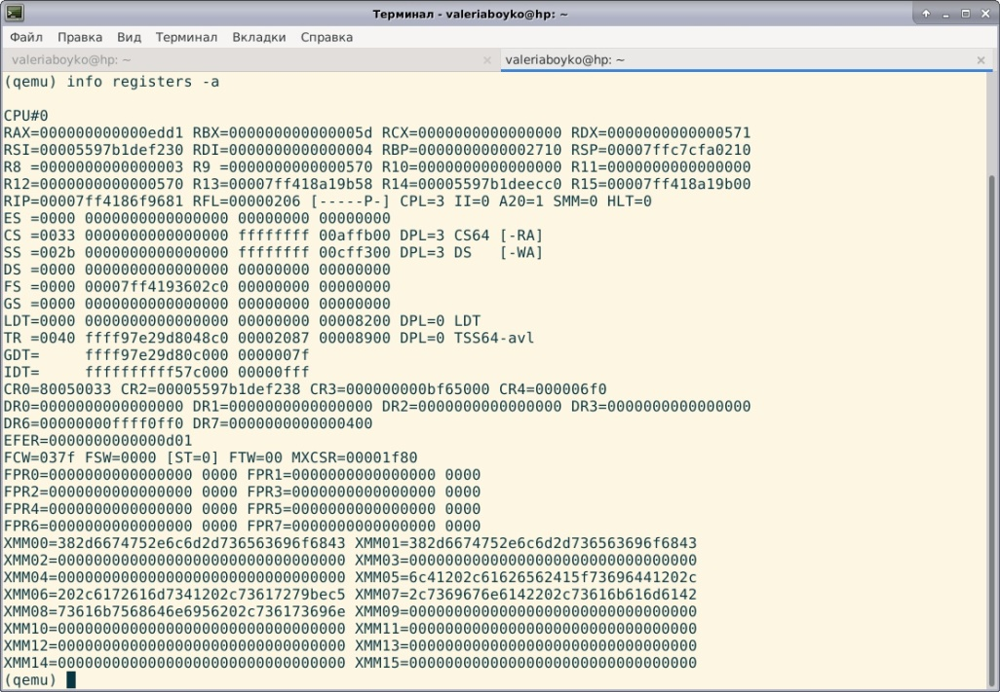 Терминал - valeriaboyko@hp: ~
Файл Правка Вид Терминал Вкладки Справка
valeriaboyko@hp: ~ valeriaboyko@hp: ~
(qemu) info registers -a
CPU#0
RAX=000000000000edd1 RBX=000000000000005d RCX=0000000000000000 RDX=0000000000000571
RSI=00005597b1def230 RDI=0000000000000004 RBP=0000000000002710 RSP=00007ffc7cfa0210
R8 =0000000000000003 R9 =0000000000000570 R10=0000000000000000 R11=0000000000000000
R12=0000000000000570 R13=00007ff418a19b58 R14=00005597b1deecc0 R15=00007ff418a19b00
RIP=00007ff4186f9681 RFL=00000206 [-----P-] CPL=3 II=0 A20=1 SMM=0 HLT=0
ES =0000 0000000000000000 00000000 00000000
CS =0033 0000000000000000 ffffffff 00affb00 DPL=3 CS64 [-RA]
SS =002b 0000000000000000 ffffffff 00cff300 DPL=3 DS   [-WA]
DS =0000 0000000000000000 00000000 00000000
FS =0000 00007ff4193602c0 00000000 00000000
GS =0000 0000000000000000 00000000 00000000
LDT=0000 0000000000000000 00000000 00008200 DPL=0 LDT
TR =0040 ffff97e29d8048c0 00002087 00008900 DPL=0 TSS64-avl
GDT=     ffff97e29d80c000 0000007f
IDT=     ffffffffff57c000 00000fff
CR0=80050033 CR2=00005597b1def238 CR3=000000000bf65000 CR4=000006f0
DR0=0000000000000000 DR1=0000000000000000 DR2=0000000000000000 DR3=0000000000000000
DR6=00000000ffff0ff0 DR7=0000000000000400
EFER=0000000000000d01
FCW=037f FSW=0000 [ST=0] FTW=00 MXCSR=00001f80
FPR0=0000000000000000 0000 FPR1=0000000000000000 0000
FPR2=0000000000000000 0000 FPR3=0000000000000000 0000
FPR4=0000000000000000 0000 FPR5=0000000000000000 0000
FPR6=0000000000000000 0000 FPR7=0000000000000000 0000
XMM00=382d6674752e6c6d2d736563696f6843 XMM01=382d6674752e6c6d2d736563696f6843
XMM02=00000000000000000000000000000000 XMM03=00000000000000000000000000000000
XMM04=00000000000000000000000000000000 XMM05=6c41202c61626562415f73696441202c
XMM06=202c6172616d7341202c73617279bec5 XMM07=2c7369676e6142202c73616b616d6142
XMM08=73616b7568646e6956202c736173696e XMM09=00000000000000000000000000000000
XMM10=00000000000000000000000000000000 XMM11=00000000000000000000000000000000
XMM12=00000000000000000000000000000000 XMM13=00000000000000000000000000000000
XMM14=00000000000000000000000000000000 XMM15=00000000000000000000000000000000
(qemu)